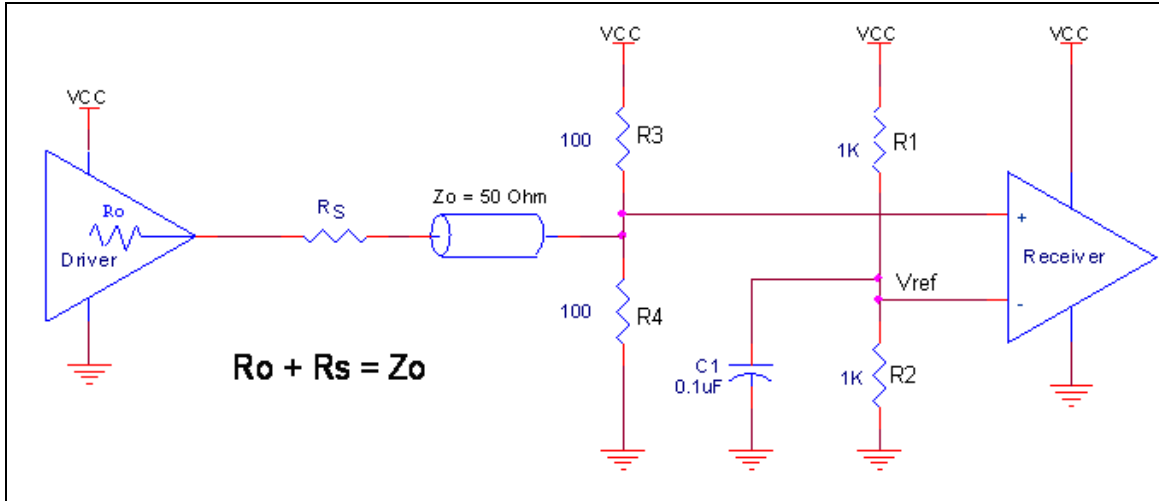 VCC
VCC
VCC
VCC
Ro
Driver
RS
Zo = 50 Ohm
100
R3
100
R4
1K
R1
Vref
C1
0.1uF
1K
R2
+
-
Receiver
Ro + Rs = Zo